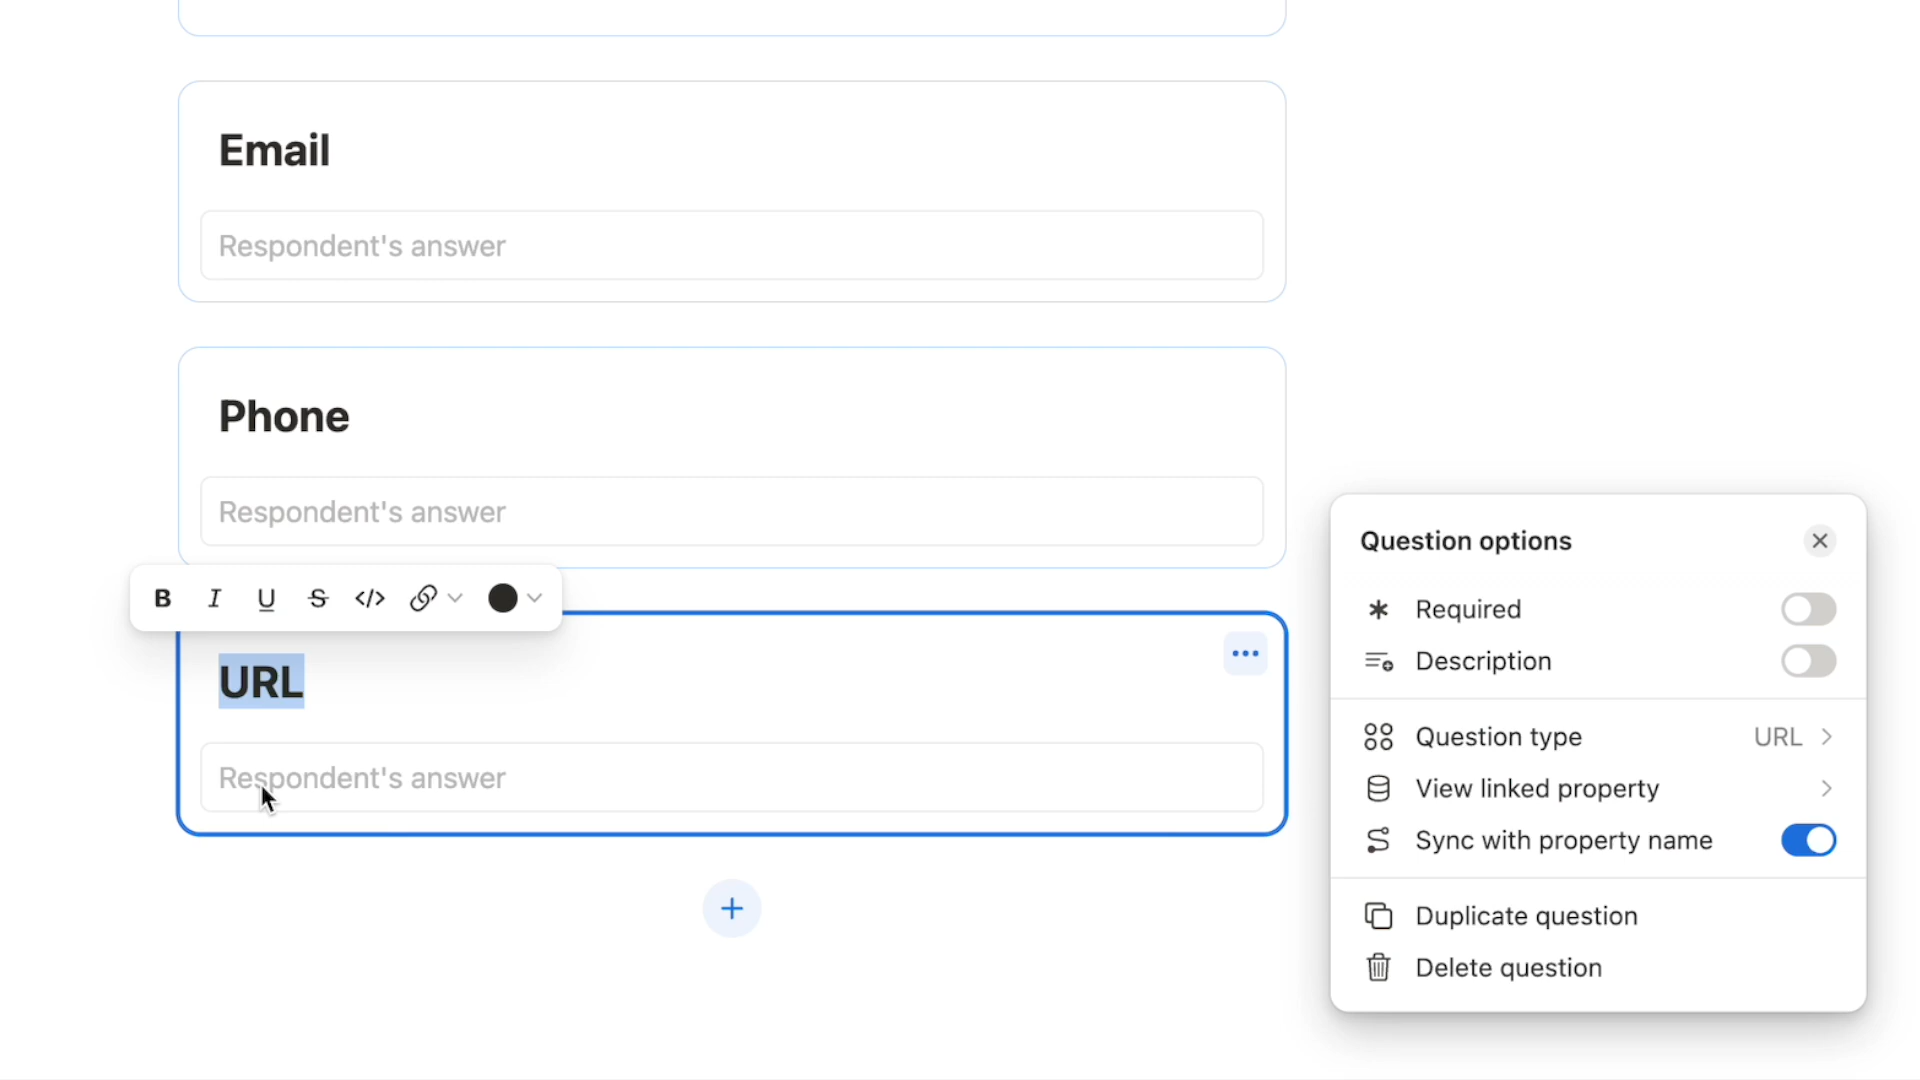 Email
Respondent's answer
Phone
Respondent's answer
B I U S </>
URL
Respondent's answer
Question options
Required
Description
Question type URL
View linked property
Sync with property name
Duplicate question
Delete question